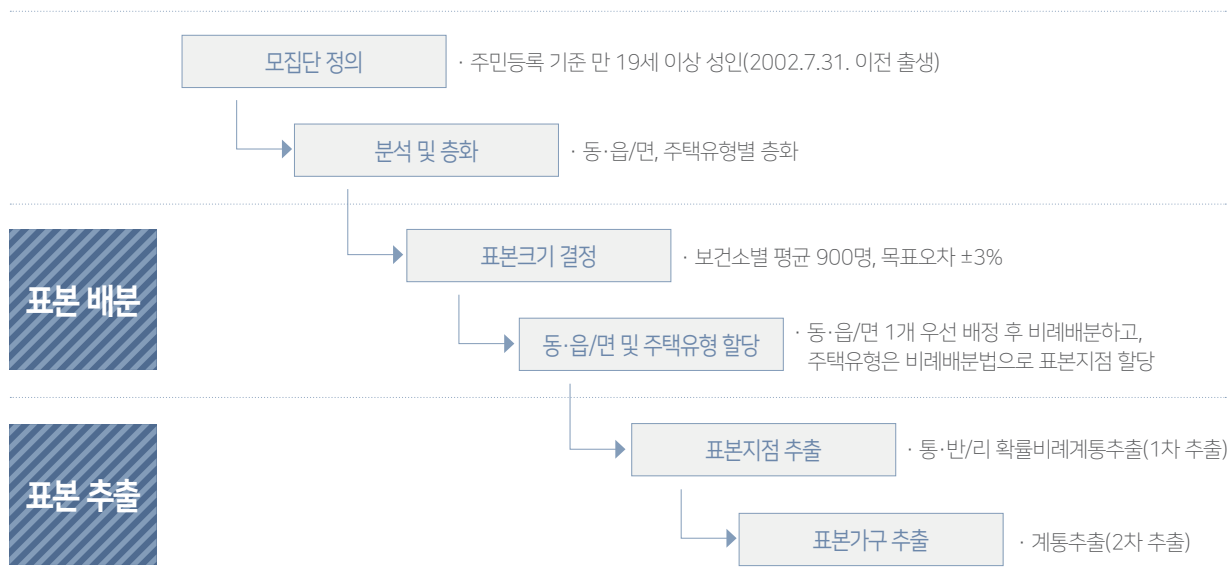 모집단 정의
· 주민등록 기준 만 19세 이상 성인(2002.7.31. 이전 출생)
분석 및 층화
· 동·읍/면, 주택유형별 층화
표본 배분
표본크기 결정
· 보건소별 평균 900명, 목표오차 ±3%
동·읍/면 및 주택유형 할당
· 동·읍/면 1개 우선 배정 후 비례배분하고,
주택유형은 비례배분법으로 표본지점 할당
표본 추출
표본지점 추출
· 통·반/리 확률비례계통추출(1차 추출)
표본가구 추출
· 계통추출(2차 추출)